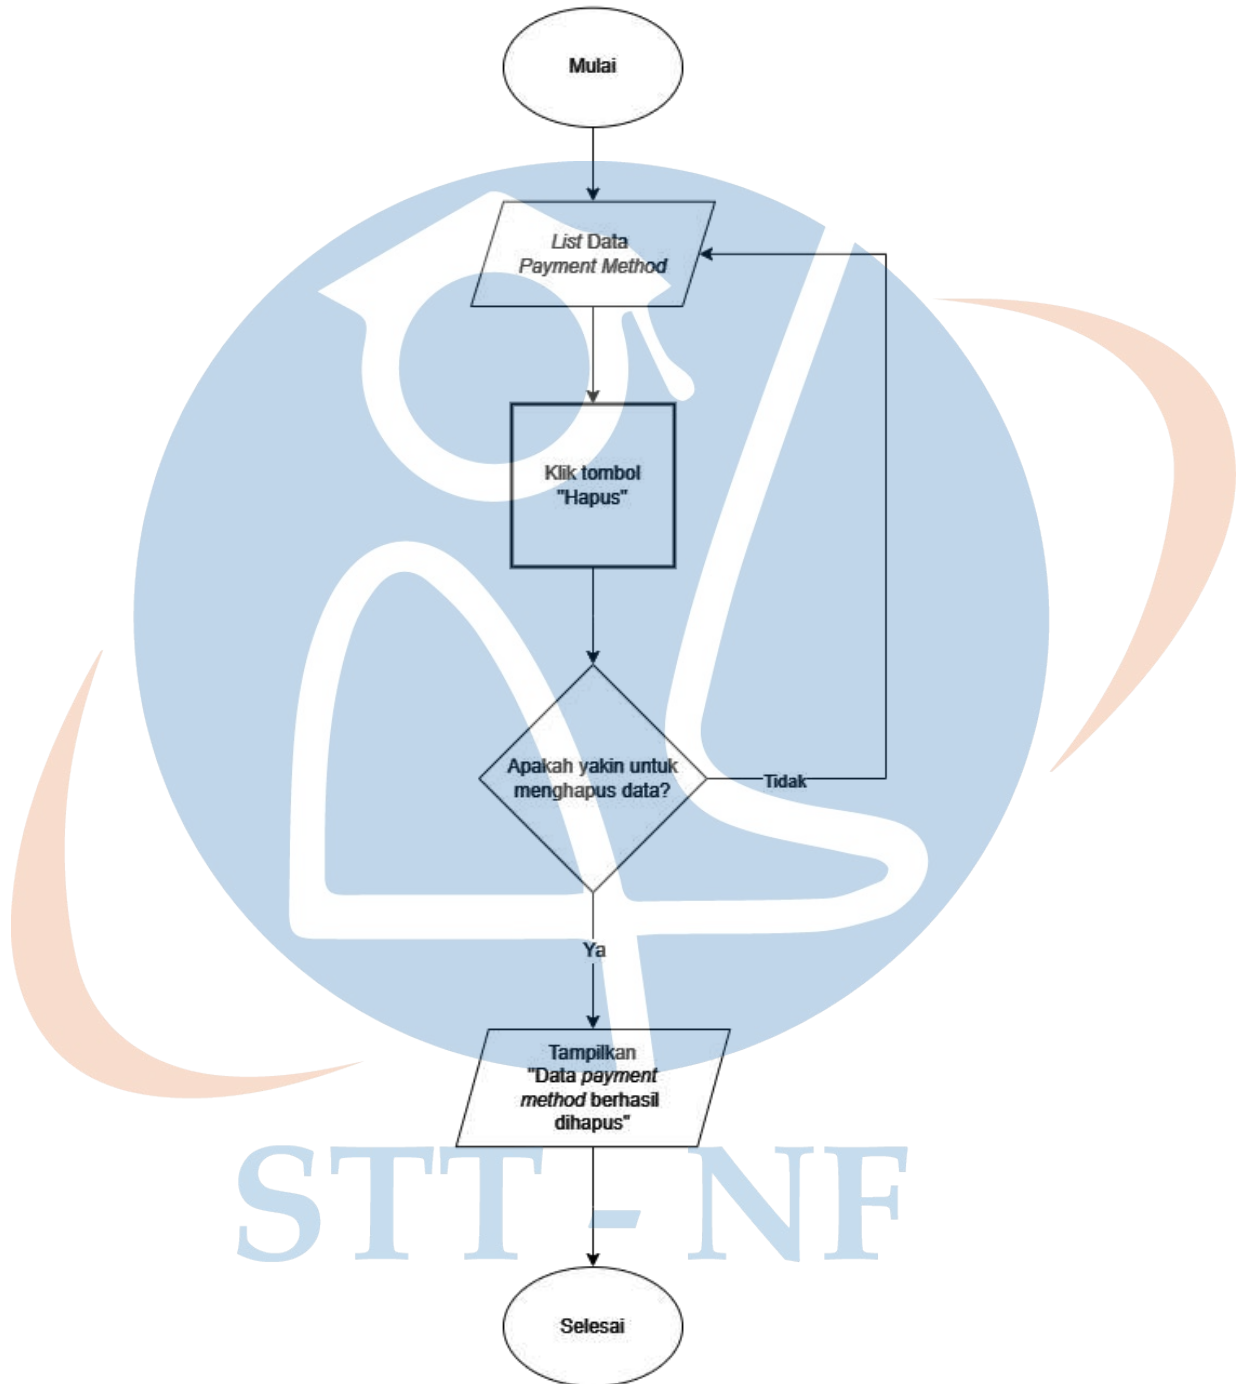 Mulai
List Data
Payment Method
Klik tombol
"Hapus"
Apakah yakin untuk
menghapus data?
Tidak
Ya
Tampilkan
"Data payment
method berhasil
dihapus"
STT - NF
Selesai